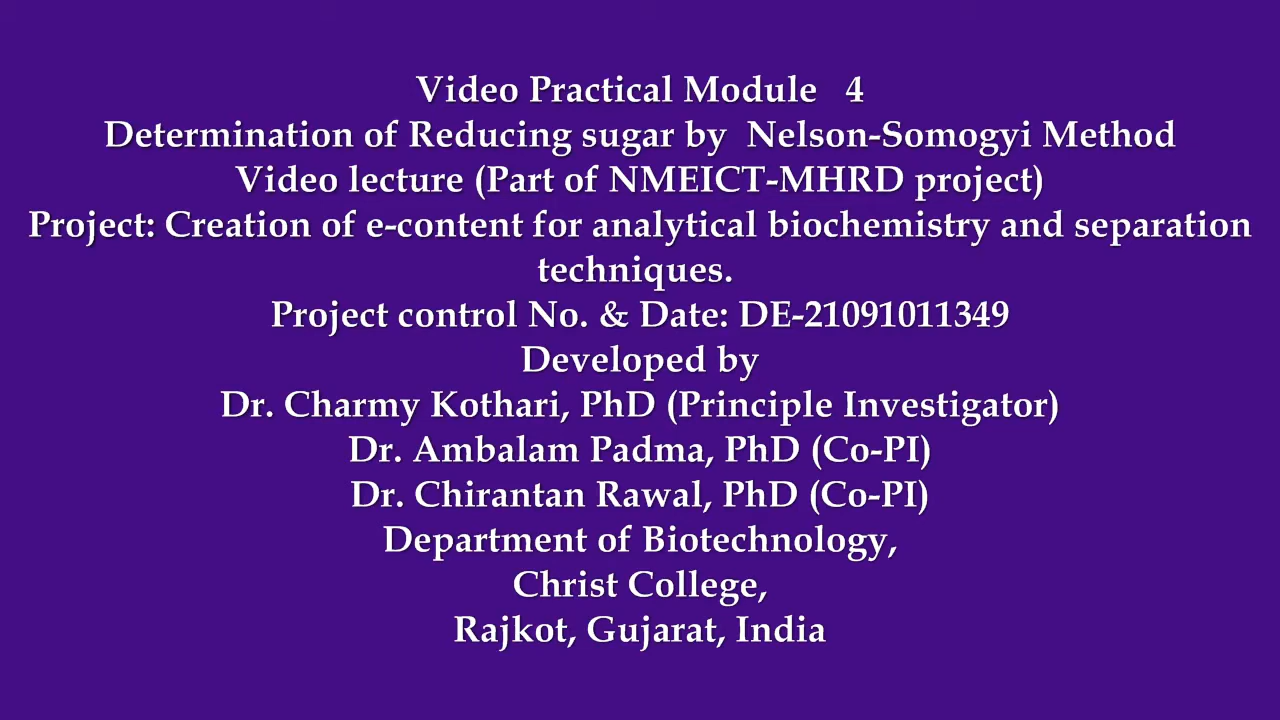 Video Practical Module 4
Determination of Reducing sugar by Nelson-Somogyi Method
Video lecture (Part of NMEICT-MHRD project)
Project: Creation of e-content for analytical biochemistry and separation
techniques.
Project control No. & Date: DE-21091011349
Developed by
Dr. Charmy Kothari, PhD (Principle Investigator)
Dr. Ambalam Padma, PhD (Co-PI)
Dr. Chirantan Rawal, PhD (Co-PI)
Department of Biotechnology,
Christ College,
Rajkot, Gujarat, India